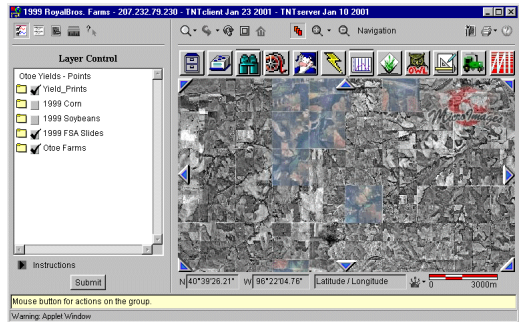 1999 RoyalBros. Farms - 207.232.79.230 - TNTclient Jan 23 2001 - TNTserver Jan 10 2001
Navigation
Layer Control
Otoe Yields - Points
Yield_Prints
1999 Corn
1999 Soybeans
1999 FSA Slides
Otoe Farms
OWL
MicroImages
Instructions
Submit
N 40°39'26.21" W 96°22'04.76" Latitude / Longitude 0 3000m
Mouse button for actions on the group.
Warning: Applet Window